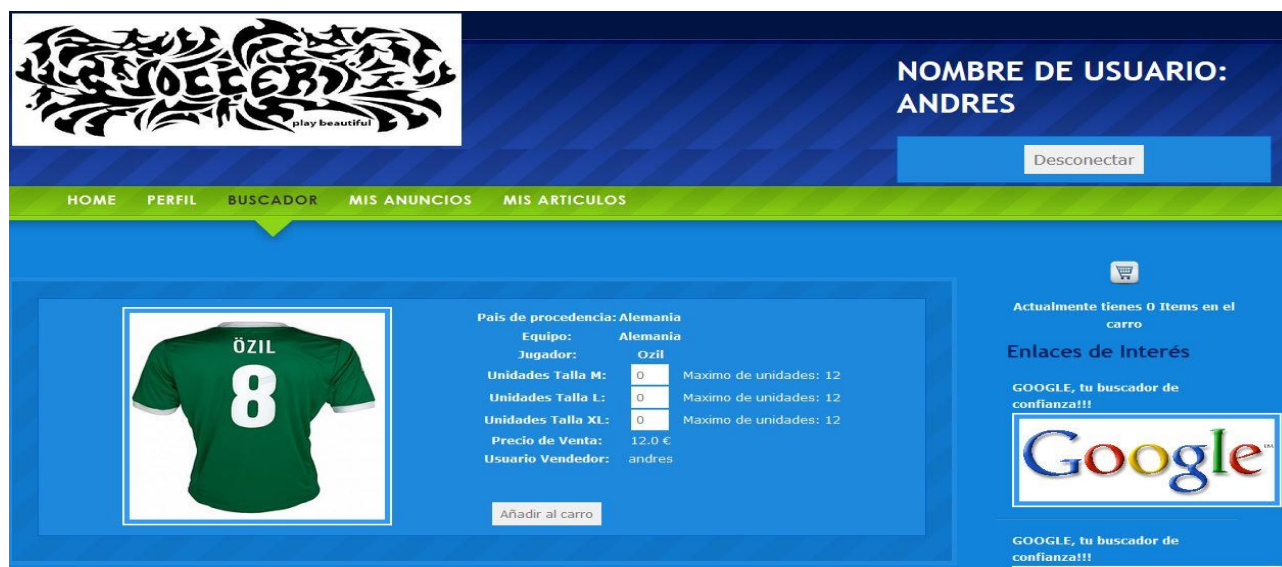 SOCCER
play beautiful
NOMBRE DE USUARIO:
ANDRES
Desconectar
HOME PERFIL BUSCADOR MIS ANUNCIOS MIS ARTICULOS
Actualmente tienes 0 Items en el
carro
Enlaces de Interés
GOOGLE, tu buscador de
confianza!!!
Google
GOOGLE, tu buscador de
confianza!!!
ÖZIL
8
Pais de procedencia: Alemania
Equipo: Alemania
Jugador: Ozil
Unidades Talla M: 0 Maximo de unidades: 12
Unidades Talla L: 0 Maximo de unidades: 12
Unidades Talla XL: 0 Maximo de unidades: 12
Precio de Venta: 12.0 €
Usuario Vendedor: andres
Añadir al carro